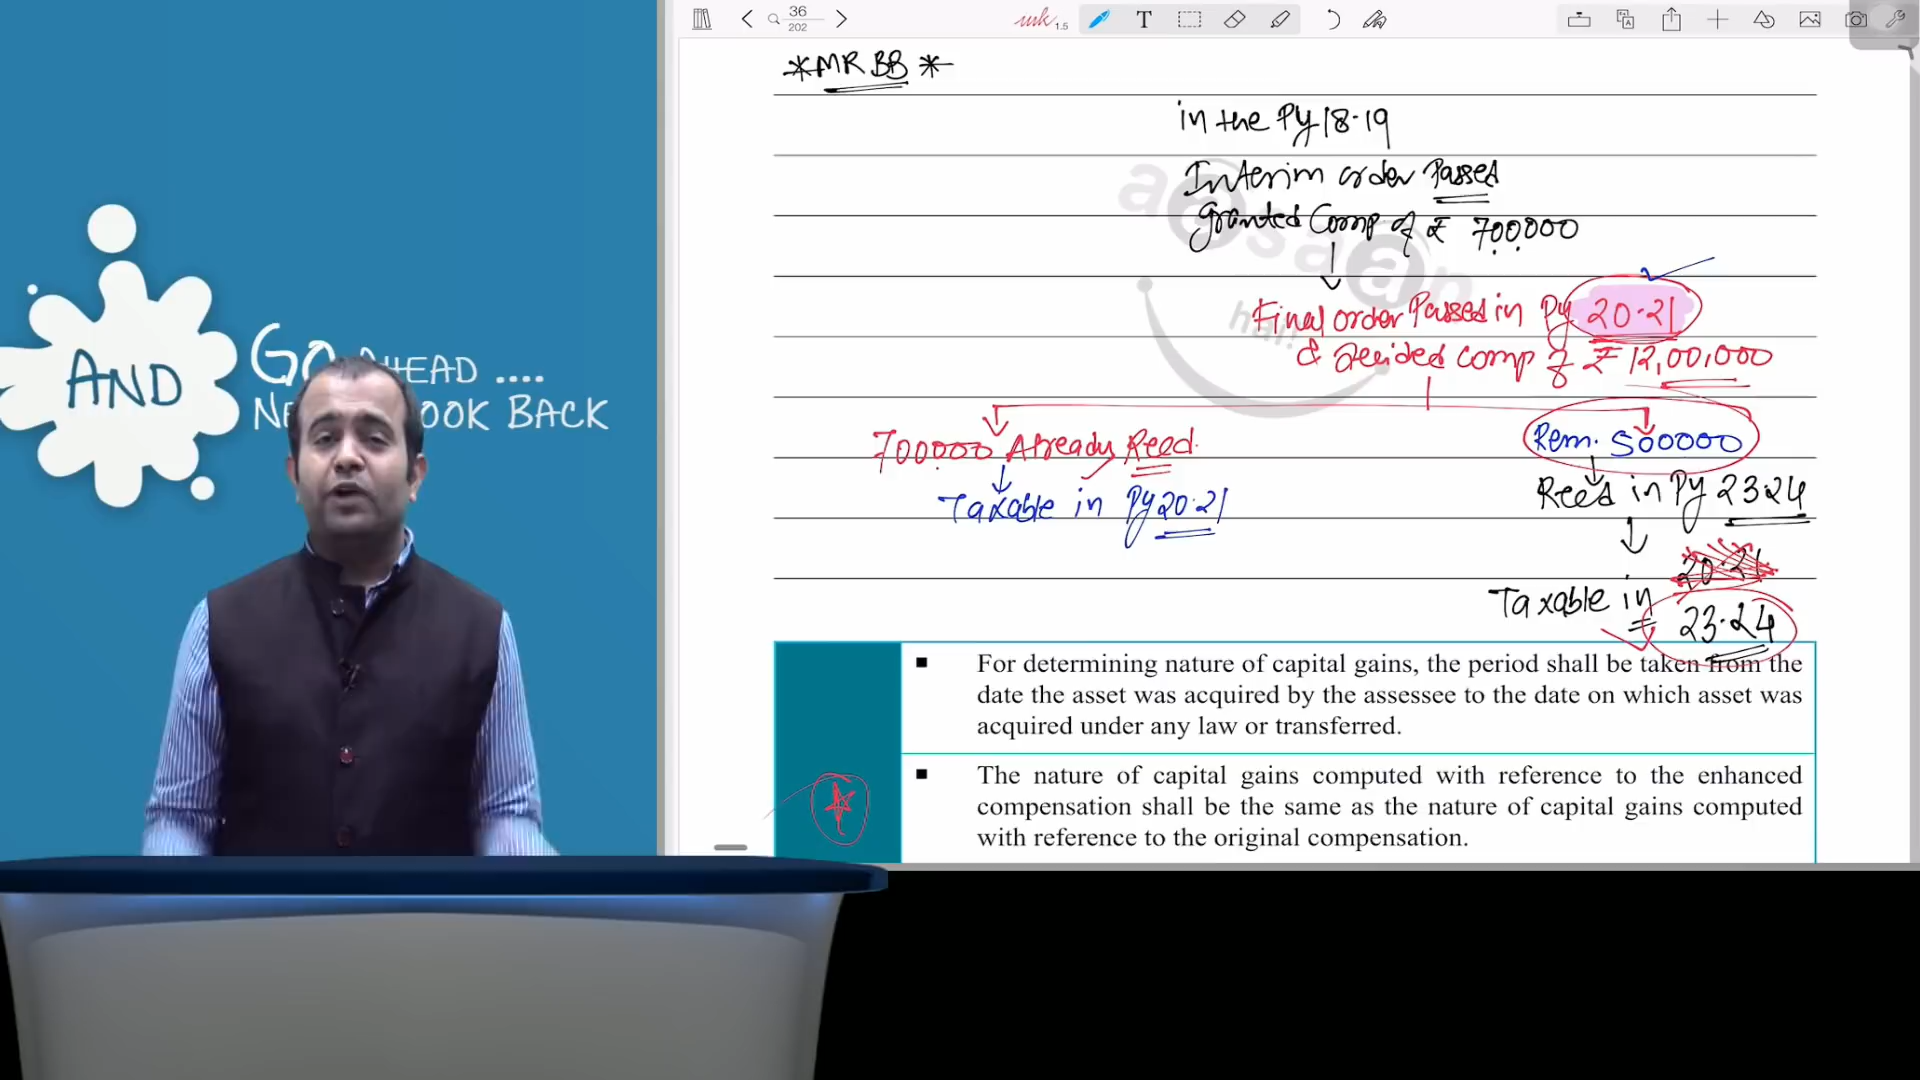 36
202
1.5
T
*MR BB*
in the Py 18-19
Interim order Passed
granted Comp of ₹ 700000
Final order Passed in Py 20-21
& decided comp of ₹ 12,00,000
700000 Already Recd.
Rem. 500000
Taxable in Py 20-21
Recd in Py 23-24
20-21
Taxable in 23-24
aasaan
hai!
AND
GO AHEAD ....
OOK BACK
■ For determining nature of capital gains, the period shall be taken from the
date the asset was acquired by the assessee to the date on which asset was
acquired under any law or transferred.
■ The nature of capital gains computed with reference to the enhanced
compensation shall be the same as the nature of capital gains computed
with reference to the original compensation.